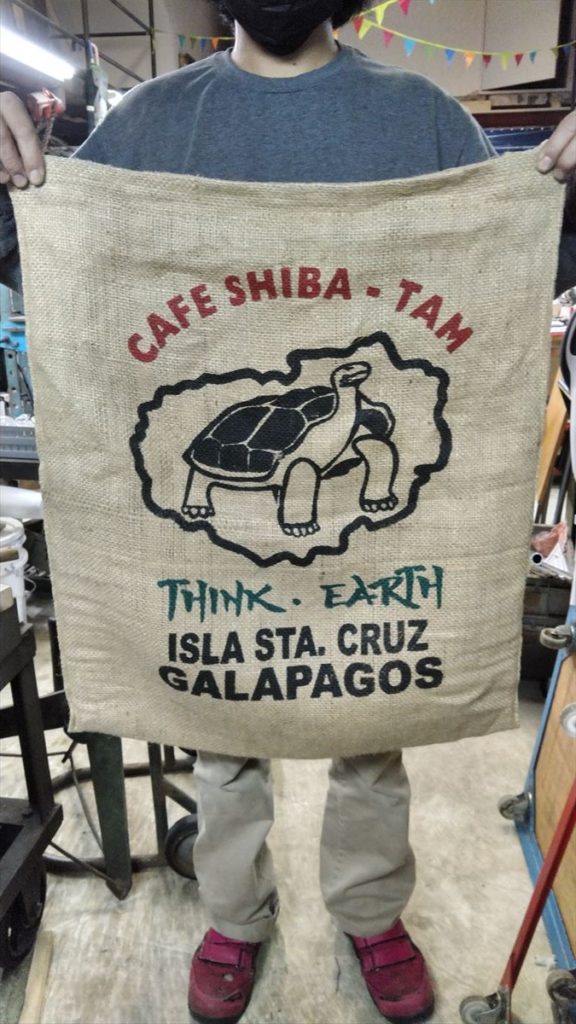 CAFE SHIBA - TAM
THINK . EARTH
ISLA STA. CRUZ
GALAPAGOS